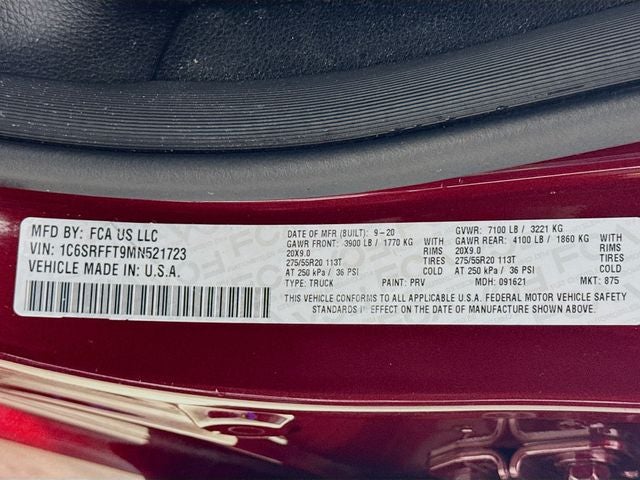 MFD BY: FCA US LLC
VIN: 1C6SRFFT9MN521723
VEHICLE MADE IN: U.S.A.
DATE OF MFR (BUILT): 9-20 GVWR: 7100 LB / 3221 KG
GAWR FRONT: 3900 LB / 1770 KG WITH GAWR REAR: 4100 LB / 1860 KG WITH
20X9.0 RIMS 20X9.0 RIMS
275/55R20 113T TIRES 275/55R20 113T TIRES
AT 250 kPa / 36 PSI COLD AT 250 kPa / 36 PSI COLD
TYPE: TRUCK PAINT: PRV MDH: 091621 MKT: 875
THIS VEHICLE CONFORMS TO ALL APPLICABLE U.S.A. FEDERAL MOTOR VEHICLE SAFETY
STANDARDS IN EFFECT ON THE DATE OF MANUFACTURE SHOWN ABOVE.